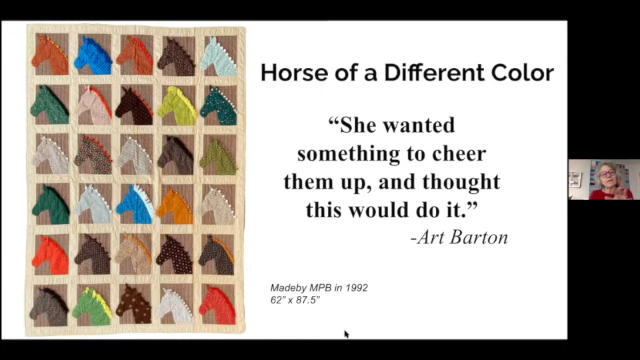 Horse of a Different Color
“She wanted
something to cheer
them up, and thought
this would do it.”
-Art Barton
Madeby MPB in 1992
62” x 87.5”